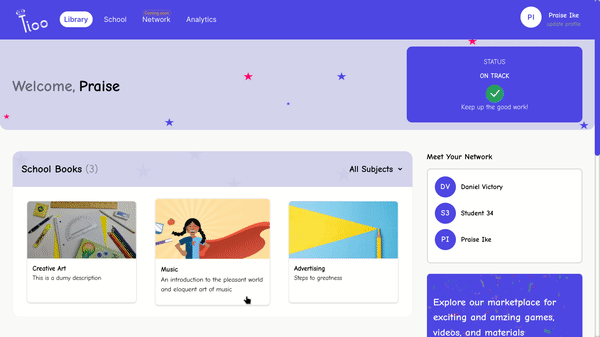 Tioo
Library
School
Coming soon
Network
Analytics
PI
Praise Ike
update profile
Welcome, Praise
STATUS
ON TRACK
Keep up the good work!
School Books (3)
All Subjects
Creative Art
This is a dumy description
Music
An introduction to the pleasant world
and eloquent art of music
Advertising
Steps to greatness
Meet Your Network
DV
Daniel Victory
S3
Student 34
PI
Praise Ike
Explore our marketplace for
exciting and amzing games,
videos, and materials